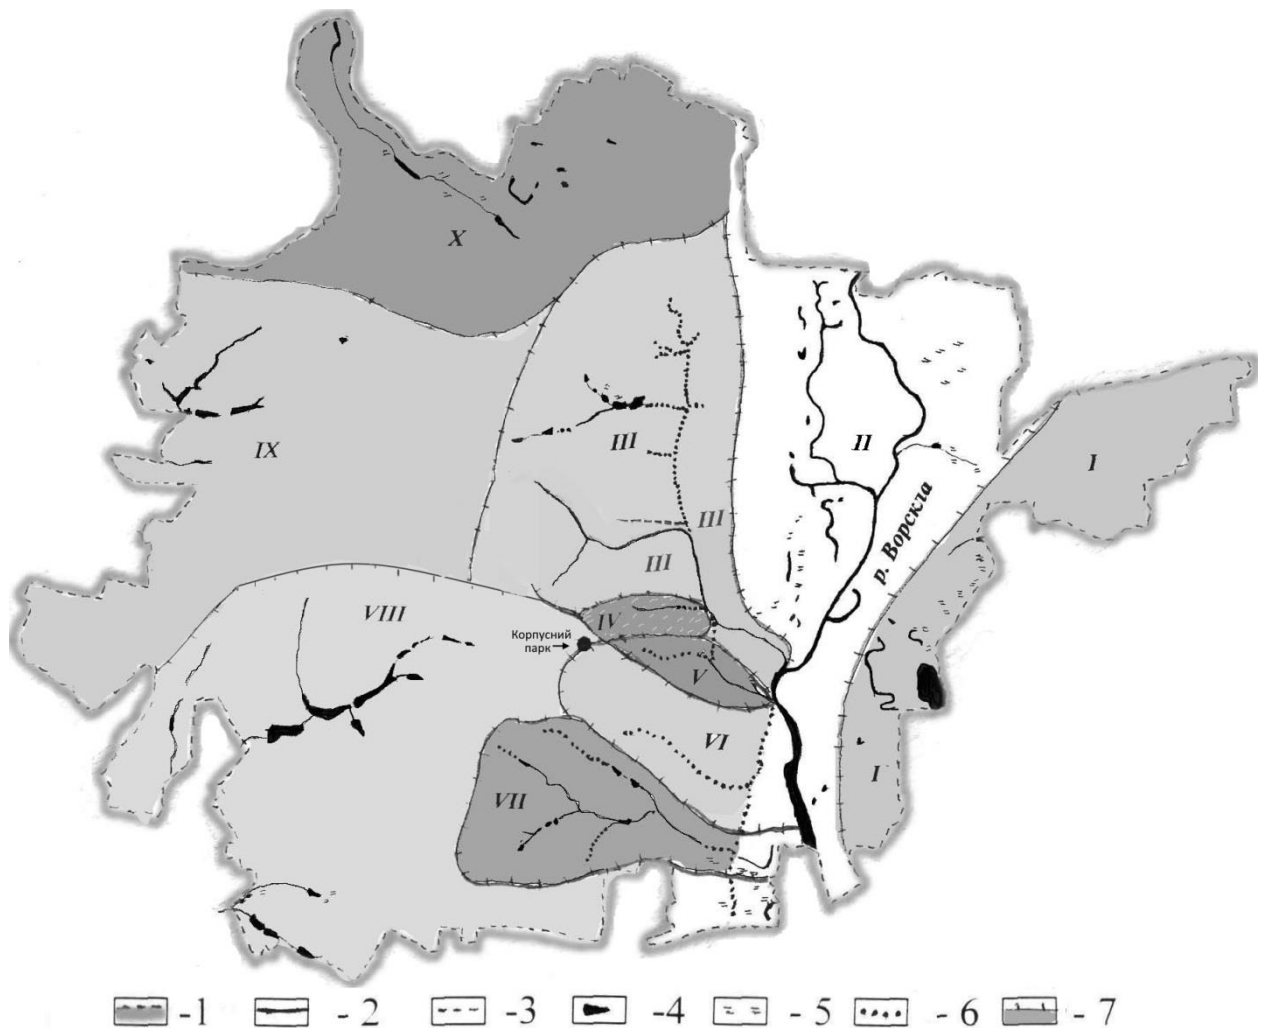 X
IX
III
II
I
р. Ворскла
III
III
VIII
IV
Корпусний
парк
V
VI
I
VII
-1
- 2
-3
-4
- 5
- 6
- 7